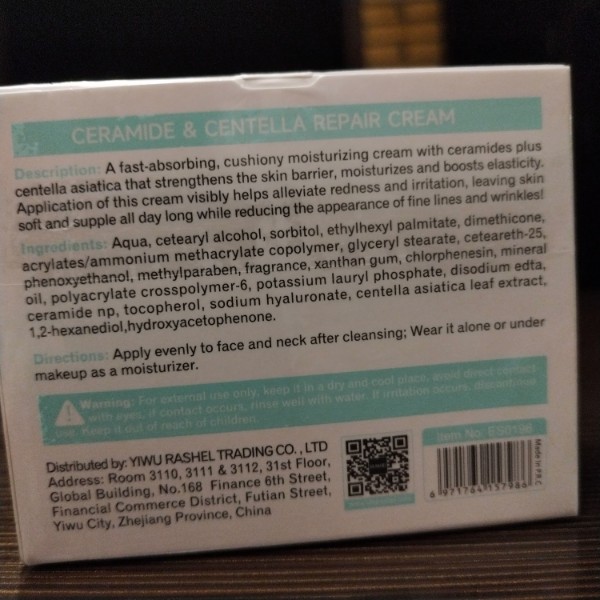 CERAMIDE & CENTELLA REPAIR CREAM
Description: A fast-absorbing, cushiony moisturizing cream with ceramides plus
centella asiatica that strengthens the skin barrier, moisturizes and boosts elasticity.
Application of this cream visibly helps alleviate redness and irritation, leaving skin
soft and supple all day long while reducing the appearance of fine lines and wrinkles!
Ingredients: Aqua, cetearyl alcohol, sorbitol, ethylhexyl palmitate, dimethicone,
acrylates/ammonium methacrylate copolymer, glyceryl stearate, ceteareth-25,
phenoxyethanol, methylparaben, fragrance, xanthan gum, chlorphenesin, mineral
oil, polyacrylate crosspolymer-6, potassium lauryl phosphate, disodium edta,
ceramide np, tocopherol, sodium hyaluronate, centella asiatica leaf extract,
1,2-hexanediol,hydroxyacetophenone.
Directions: Apply evenly to face and neck after cleansing; Wear it alone or under
makeup as a moisturizer.
Warning: For external use only, keep it in a dry and cool place, avoid direct contact
with eyes, if contact occurs, rinse well with water. If irritation occurs, discontinue
use. Keep it out of reach of children.
Distributed by: YIWU RASHEL TRADING CO. , LTD
Address: Room 3110, 3111 & 3112, 31st Floor,
Global Building, No.168 Finance 6th Street,
Financial Commerce District, Futian Street,
Yiwu City, Zhejiang Province, China
Item No: ES0196
6 971764 157986
Made in P.R.C